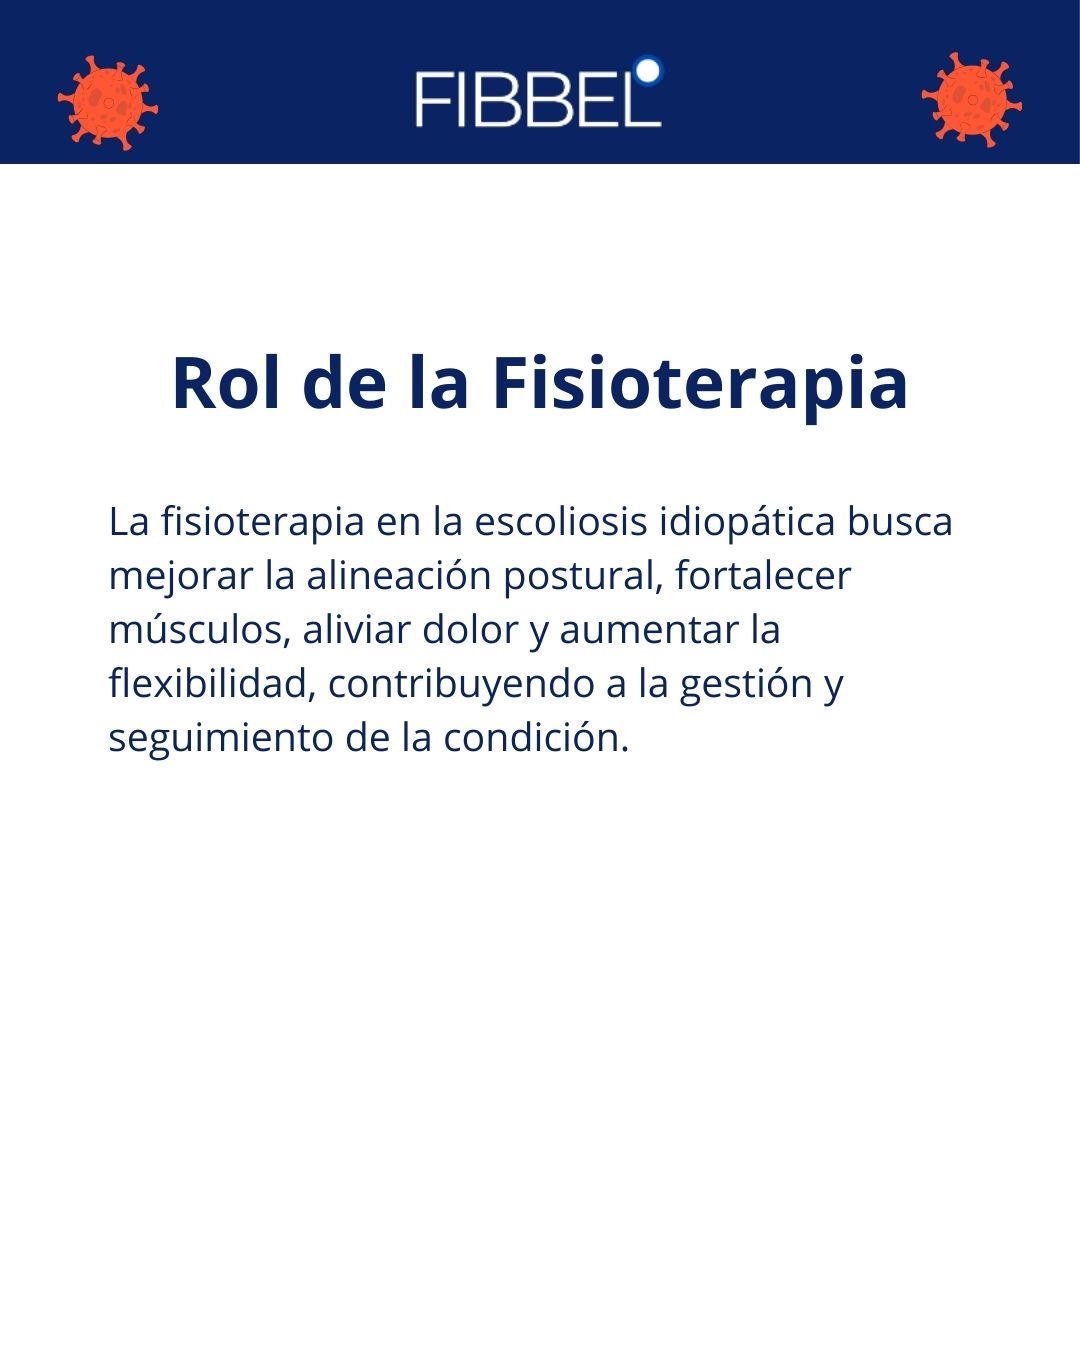 FIBBEL
Rol de la Fisioterapia
La fisioterapia en la escoliosis idiopática busca
mejorar la alineación postural, fortalecer
músculos, aliviar dolor y aumentar la
flexibilidad, contribuyendo a la gestión y
seguimiento de la condición.